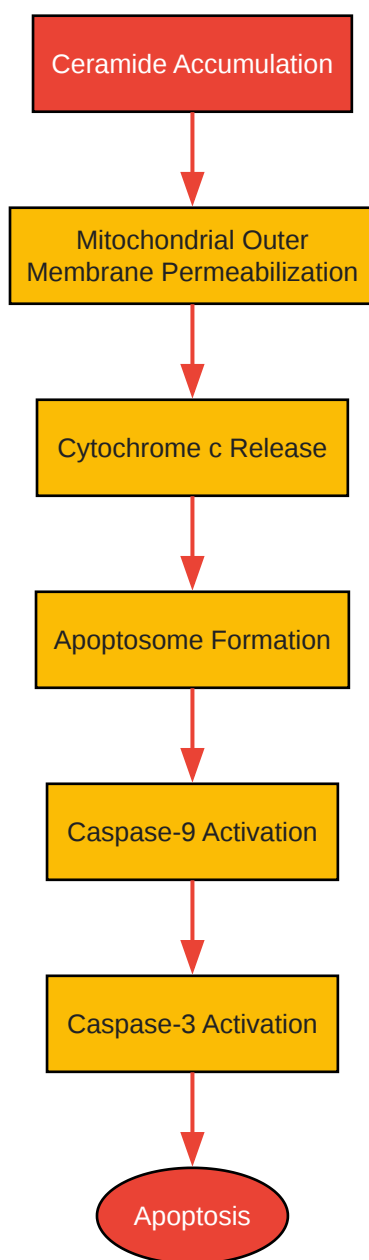 Ceramide Accumulation
Mitochondrial Outer
Membrane Permeabilization
Cytochrome c Release
Apoptosome Formation
Caspase-9 Activation
Caspase-3 Activation
Apoptosis